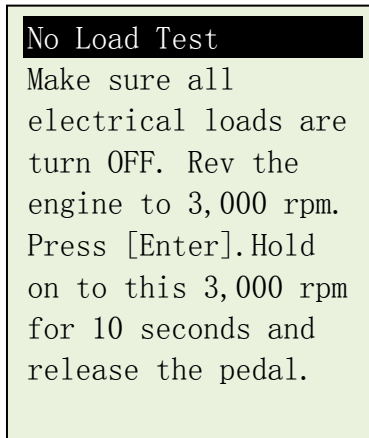 No Load Test
Make sure all
electrical loads are
turn OFF. Rev the
engine to 3,000 rpm.
Press [Enter].Hold
on to this 3,000 rpm
for 10 seconds and
release the pedal.